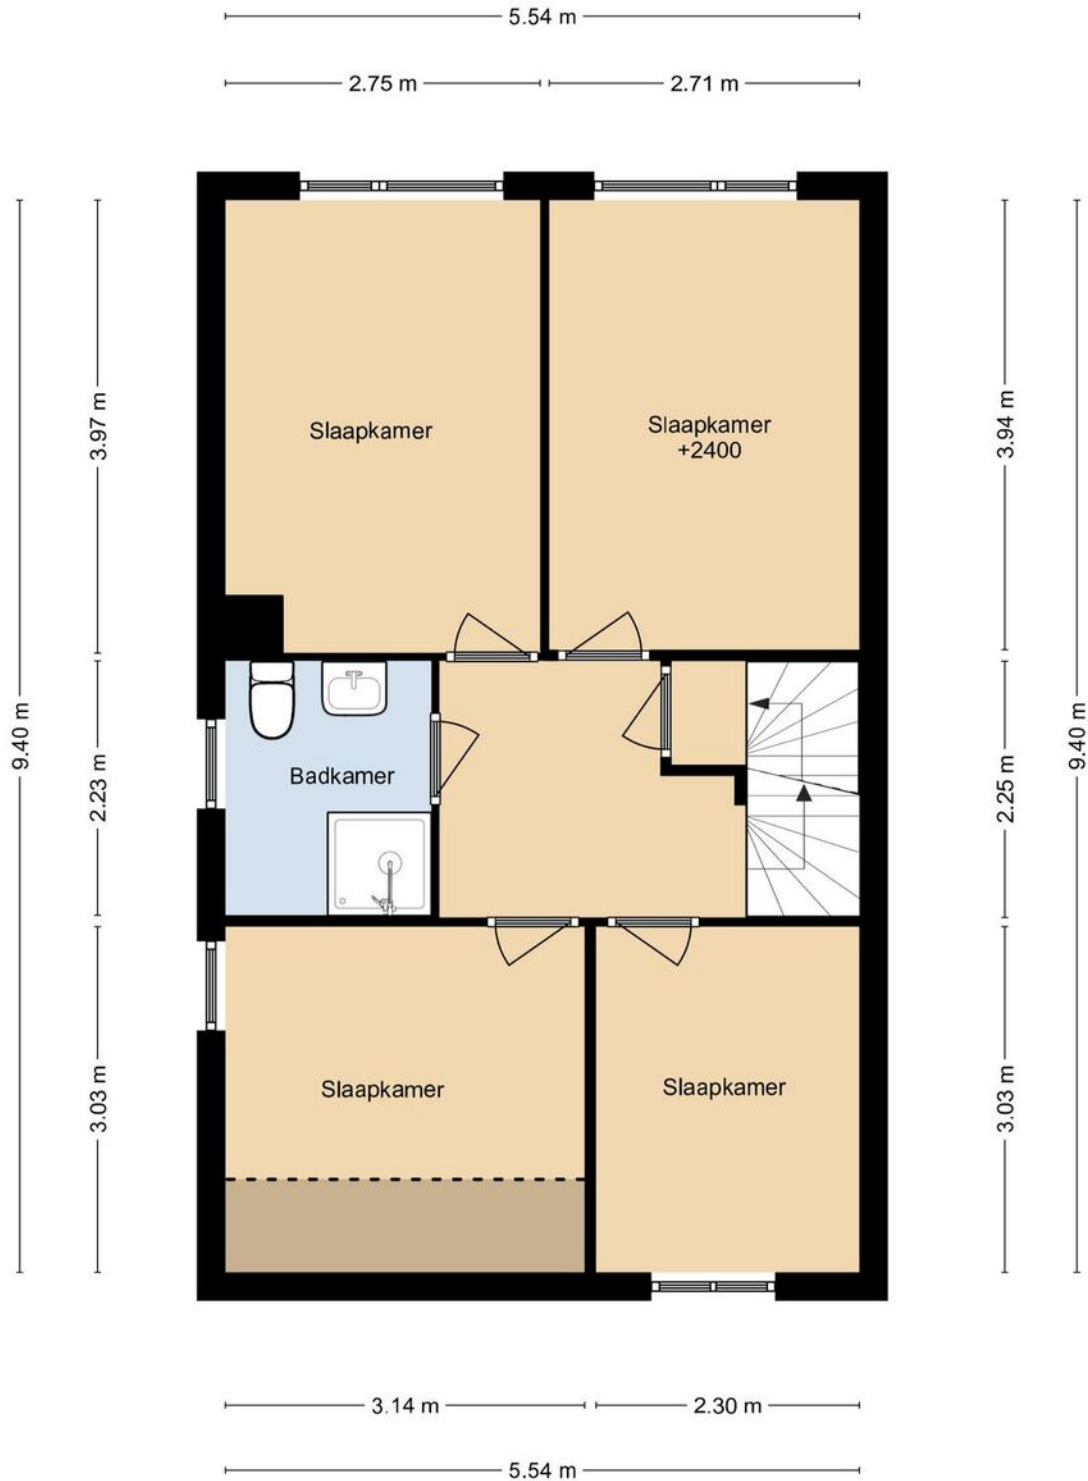 5.54 m
2.75 m
2.71 m
3.97 m
9.40 m
2.23 m
3.03 m
3.94 m
9.40 m
2.25 m
3.03 m
Slaapkamer
Slaapkamer
+2400
Badkamer
Slaapkamer
Slaapkamer
3.14 m
2.30 m
5.54 m